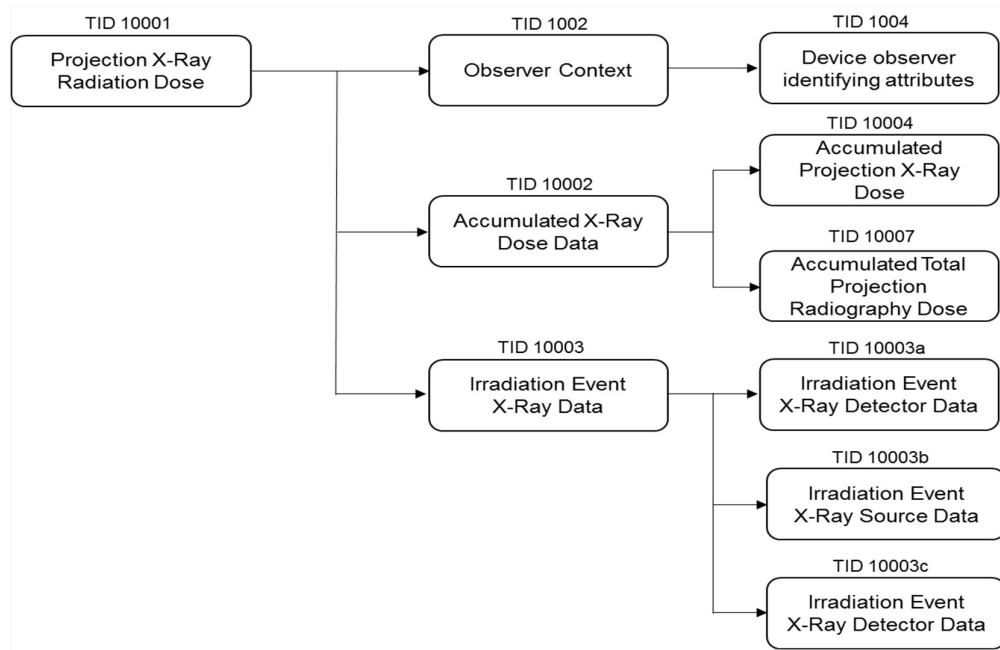 TID 10001
Projection X-Ray
Radiation Dose
TID 1002
Observer Context
TID 1004
Device observer
identifying attributes
TID 10002
Accumulated X-Ray
Dose Data
TID 10004
Accumulated
Projection X-Ray
Dose
TID 10007
Accumulated Total
Projection
Radiography Dose
TID 10003
Irradiation Event
X-Ray Data
TID 10003a
Irradiation Event
X-Ray Detector Data
TID 10003b
Irradiation Event
X-Ray Source Data
TID 10003c
Irradiation Event
X-Ray Detector Data